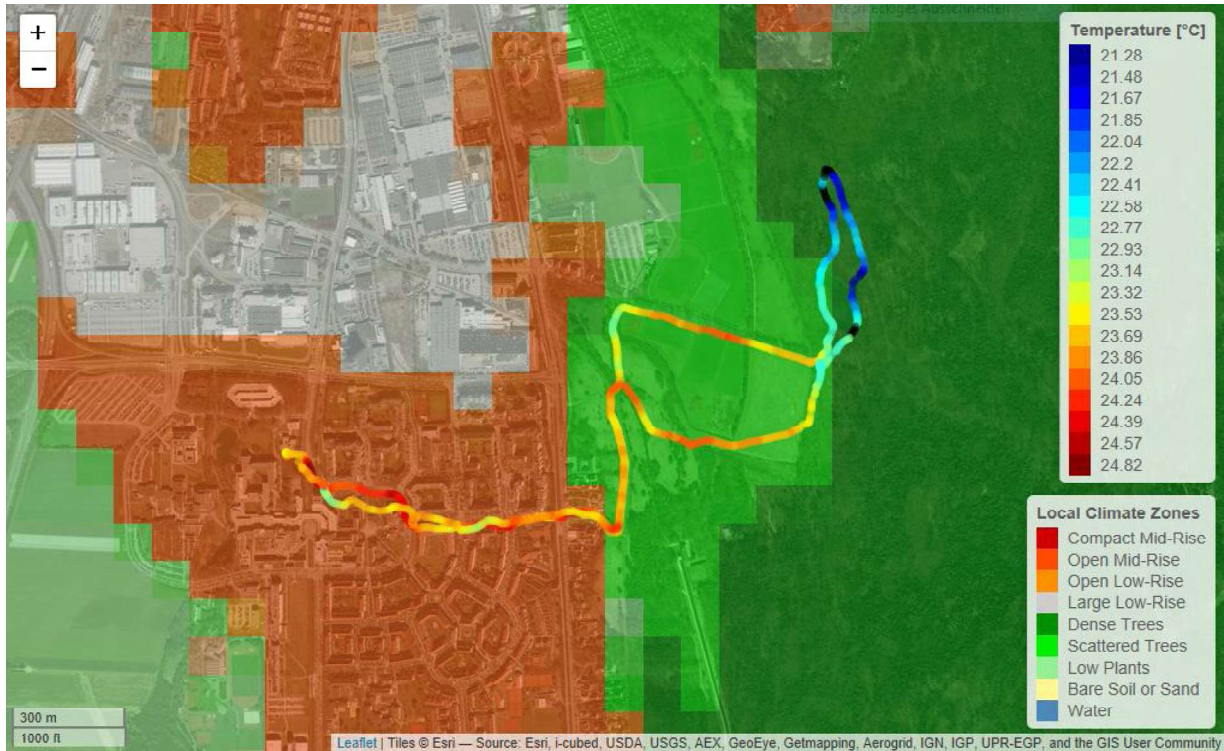 +
−
Temperature [°C]
21.28
21.48
21.67
21.85
22.04
22.2
22.41
22.58
22.77
22.93
23.14
23.32
23.53
23.69
23.86
24.05
24.24
24.39
24.57
24.82
Local Climate Zones
Compact Mid-Rise
Open Mid-Rise
Open Low-Rise
Large Low-Rise
Dense Trees
Scattered Trees
Low Plants
Bare Soil or Sand
Water
300 m
1000 ft
Leaflet | Tiles © Esri — Source: Esri, i-cubed, USDA, USGS, AEX, GeoEye, Getmapping, Aerogrid, IGN, IGP, UPR-EGP, and the GIS User Community